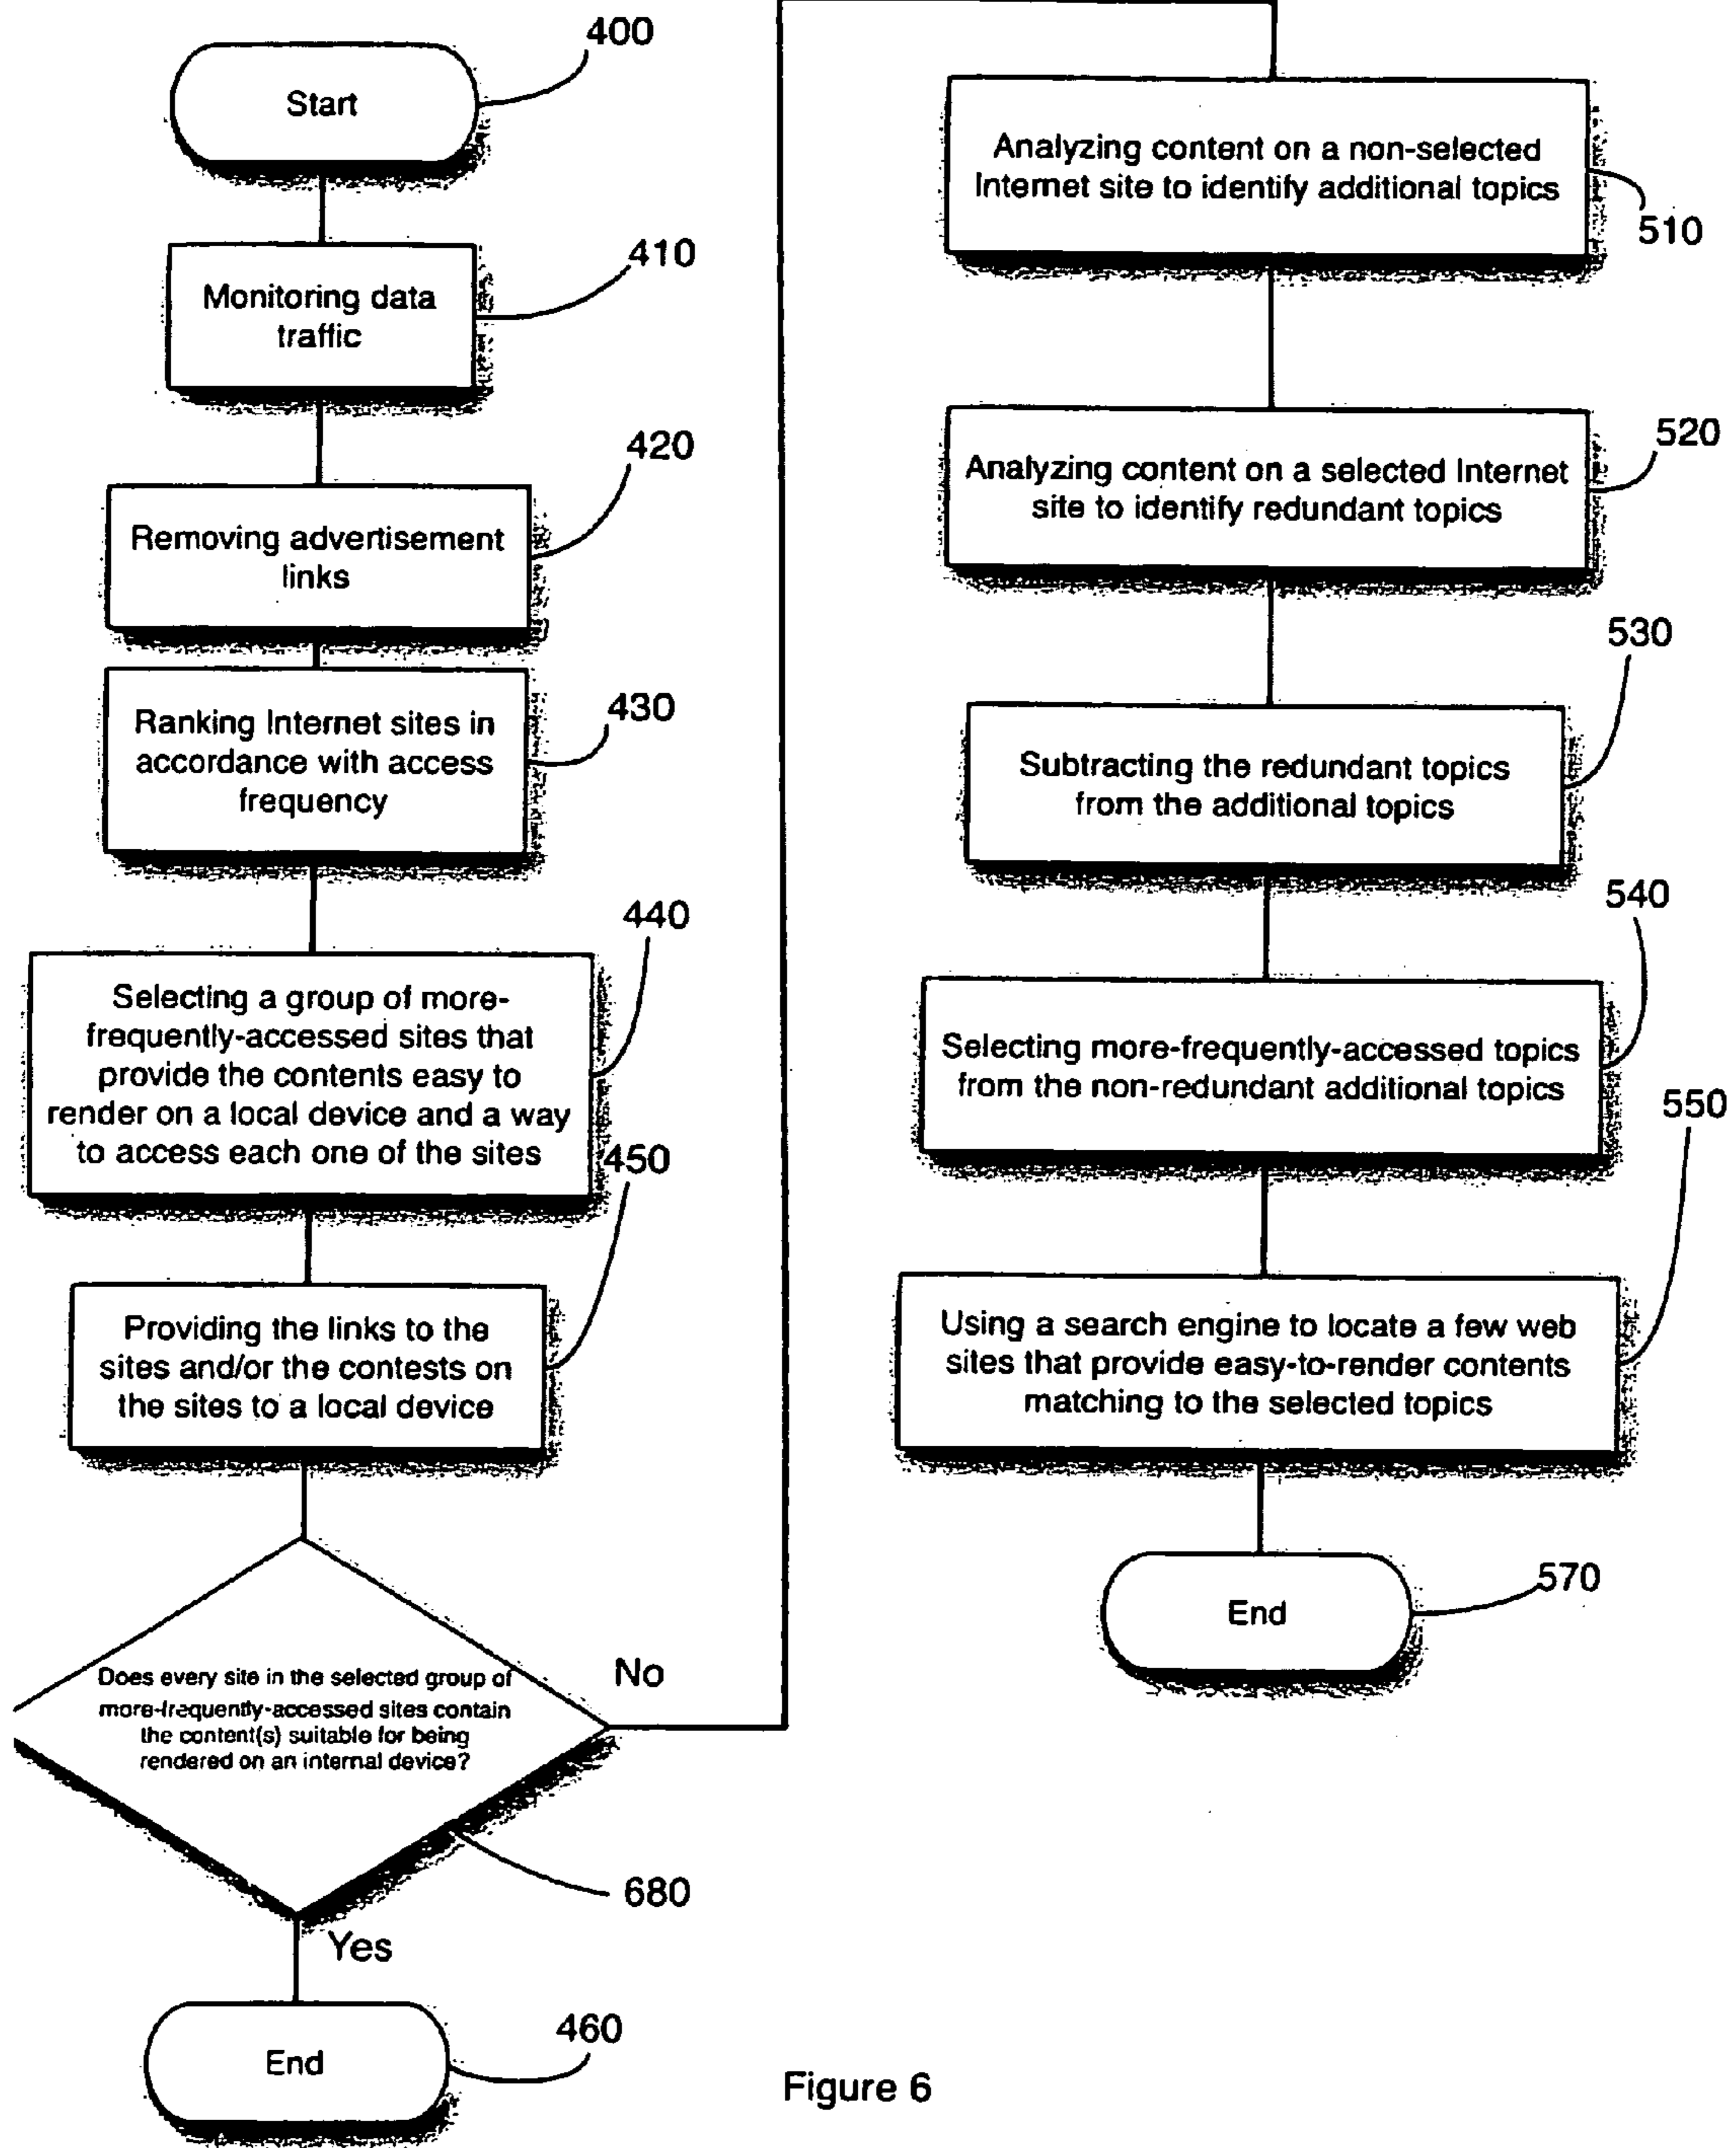 400
Start
410
Monitoring data
traffic
420
Removing advertisement
links
430
Ranking Internet sites in
accordance with access
frequency
440
Selecting a group of more-
frequently-accessed sites that
provide the contents easy to
render on a local device and a way
to access each one of the sites
450
Providing the links to the
sites and/or the contests on
the sites to a local device
Does every site in the selected group of
more-frequently-accessed sites contain
the content(s) suitable for being
rendered on an internal device?
No
680
Yes
End
460
Analyzing content on a non-selected
Internet site to identify additional topics
510
Analyzing content on a selected Internet
site to identify redundant topics
520
530
Subtracting the redundant topics
from the additional topics
540
Selecting more-frequently-accessed topics
from the non-redundant additional topics
550
Using a search engine to locate a few web
sites that provide easy-to-render contents
matching to the selected topics
End
570
Figure 6